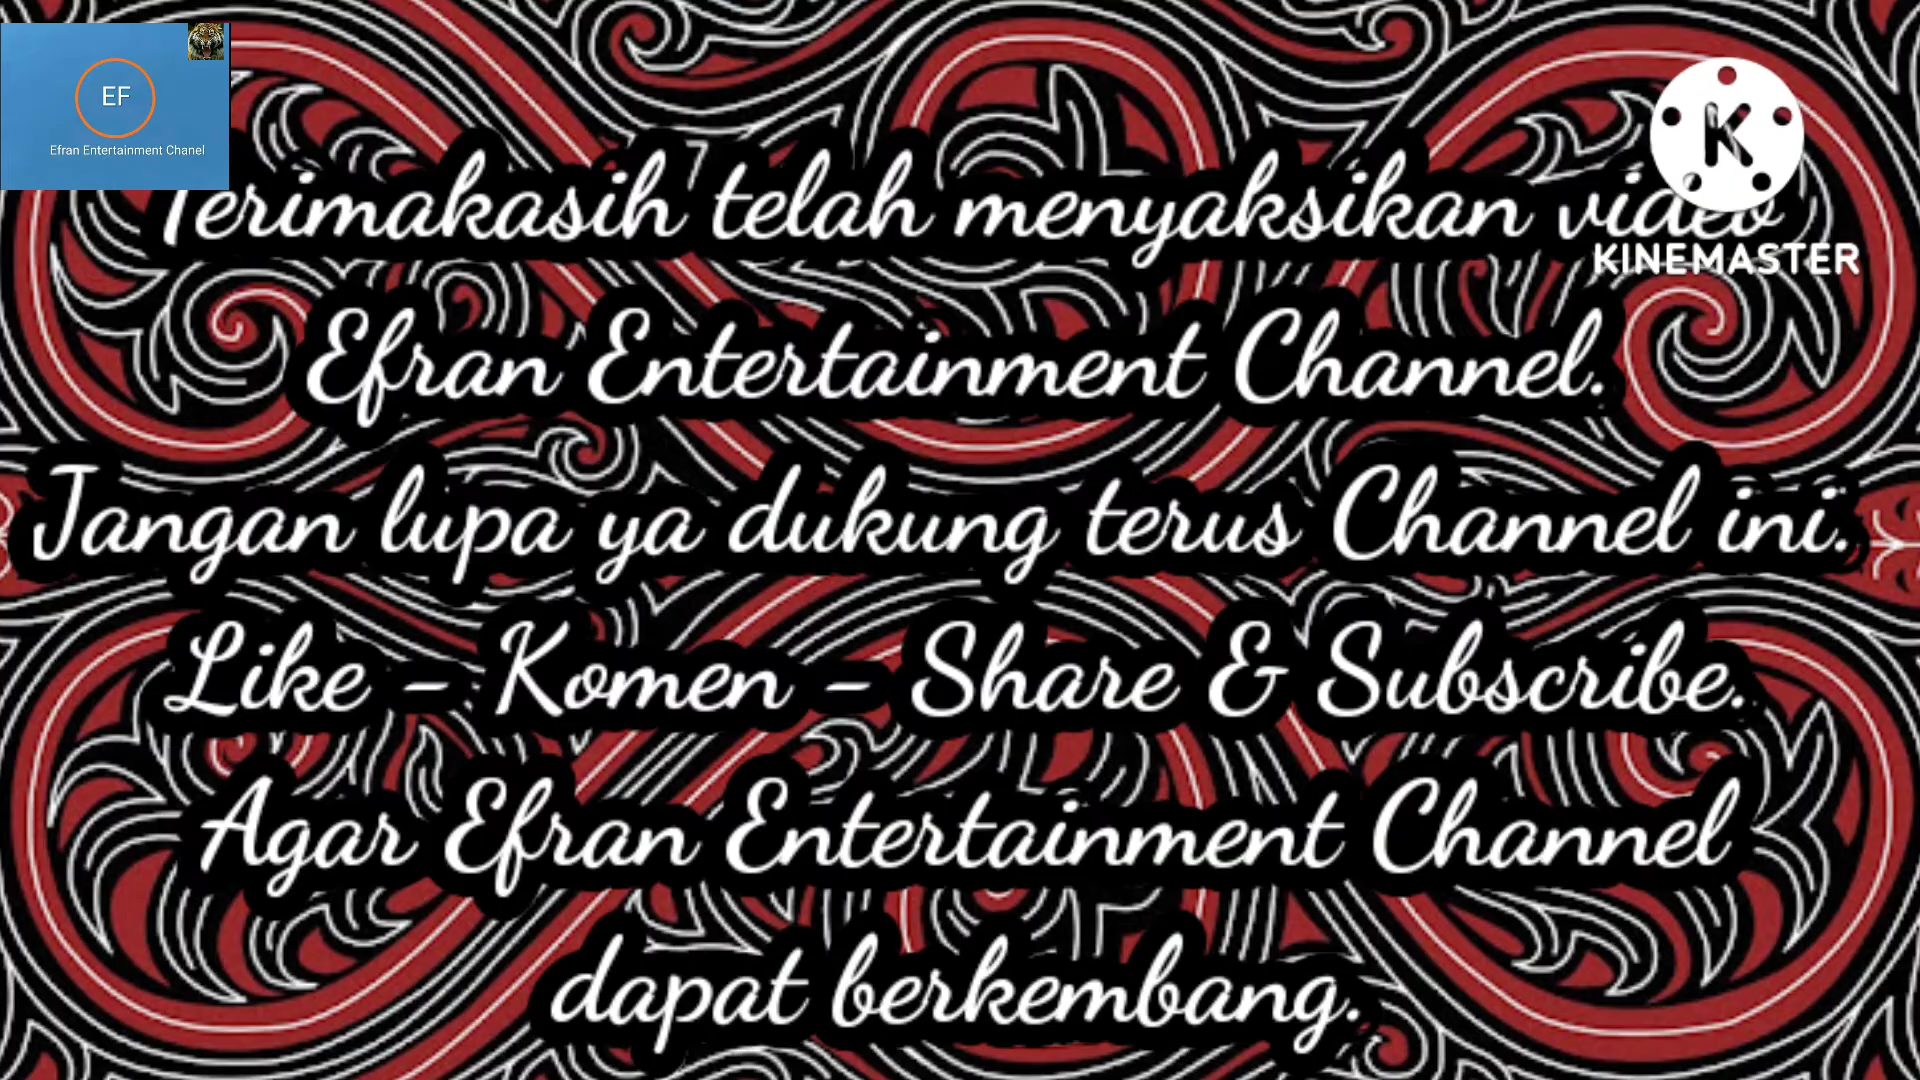 EF
Efran Entertainment Chanel
Terimakasih telah menyaksikan video
KINEMASTER
Efran Entertainment Channel.
Jangan lupa ya dukung terus Channel ini.
Like - Komen - Share & Subscribe.
Agar Efran Entertainment Channel
dapat berkembang.